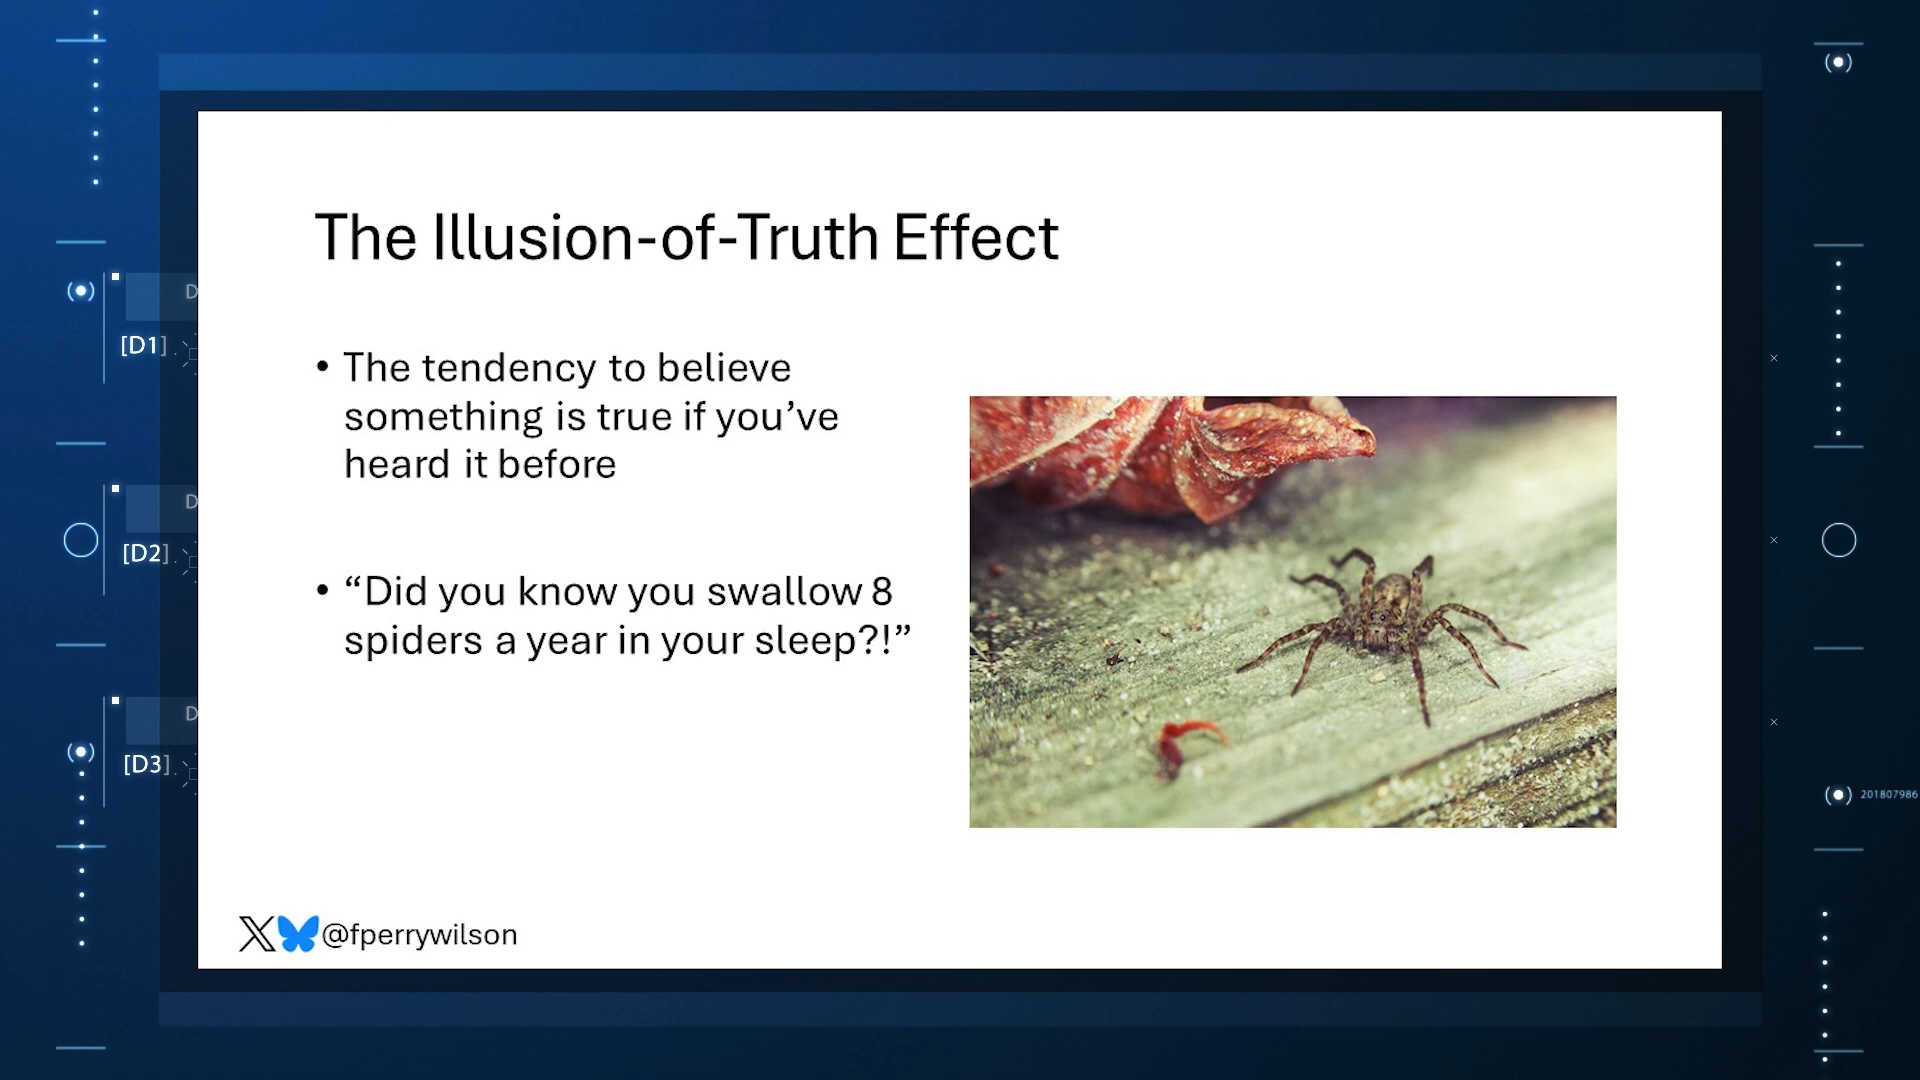 The Illusion-of-Truth Effect
• The tendency to believe
something is true if you’ve
heard it before
• “Did you know you swallow 8
spiders a year in your sleep?!”
@fperrywilson
D
[D1]
D
[D2]
D
[D3]
201807986